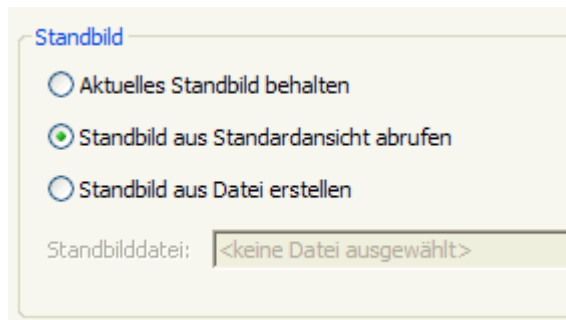 Standbild
Aktuelles Standbild behalten
Standbild aus Standardansicht abrufen
Standbild aus Datei erstellen
Standbilddatei: <keine Datei ausgewählt>